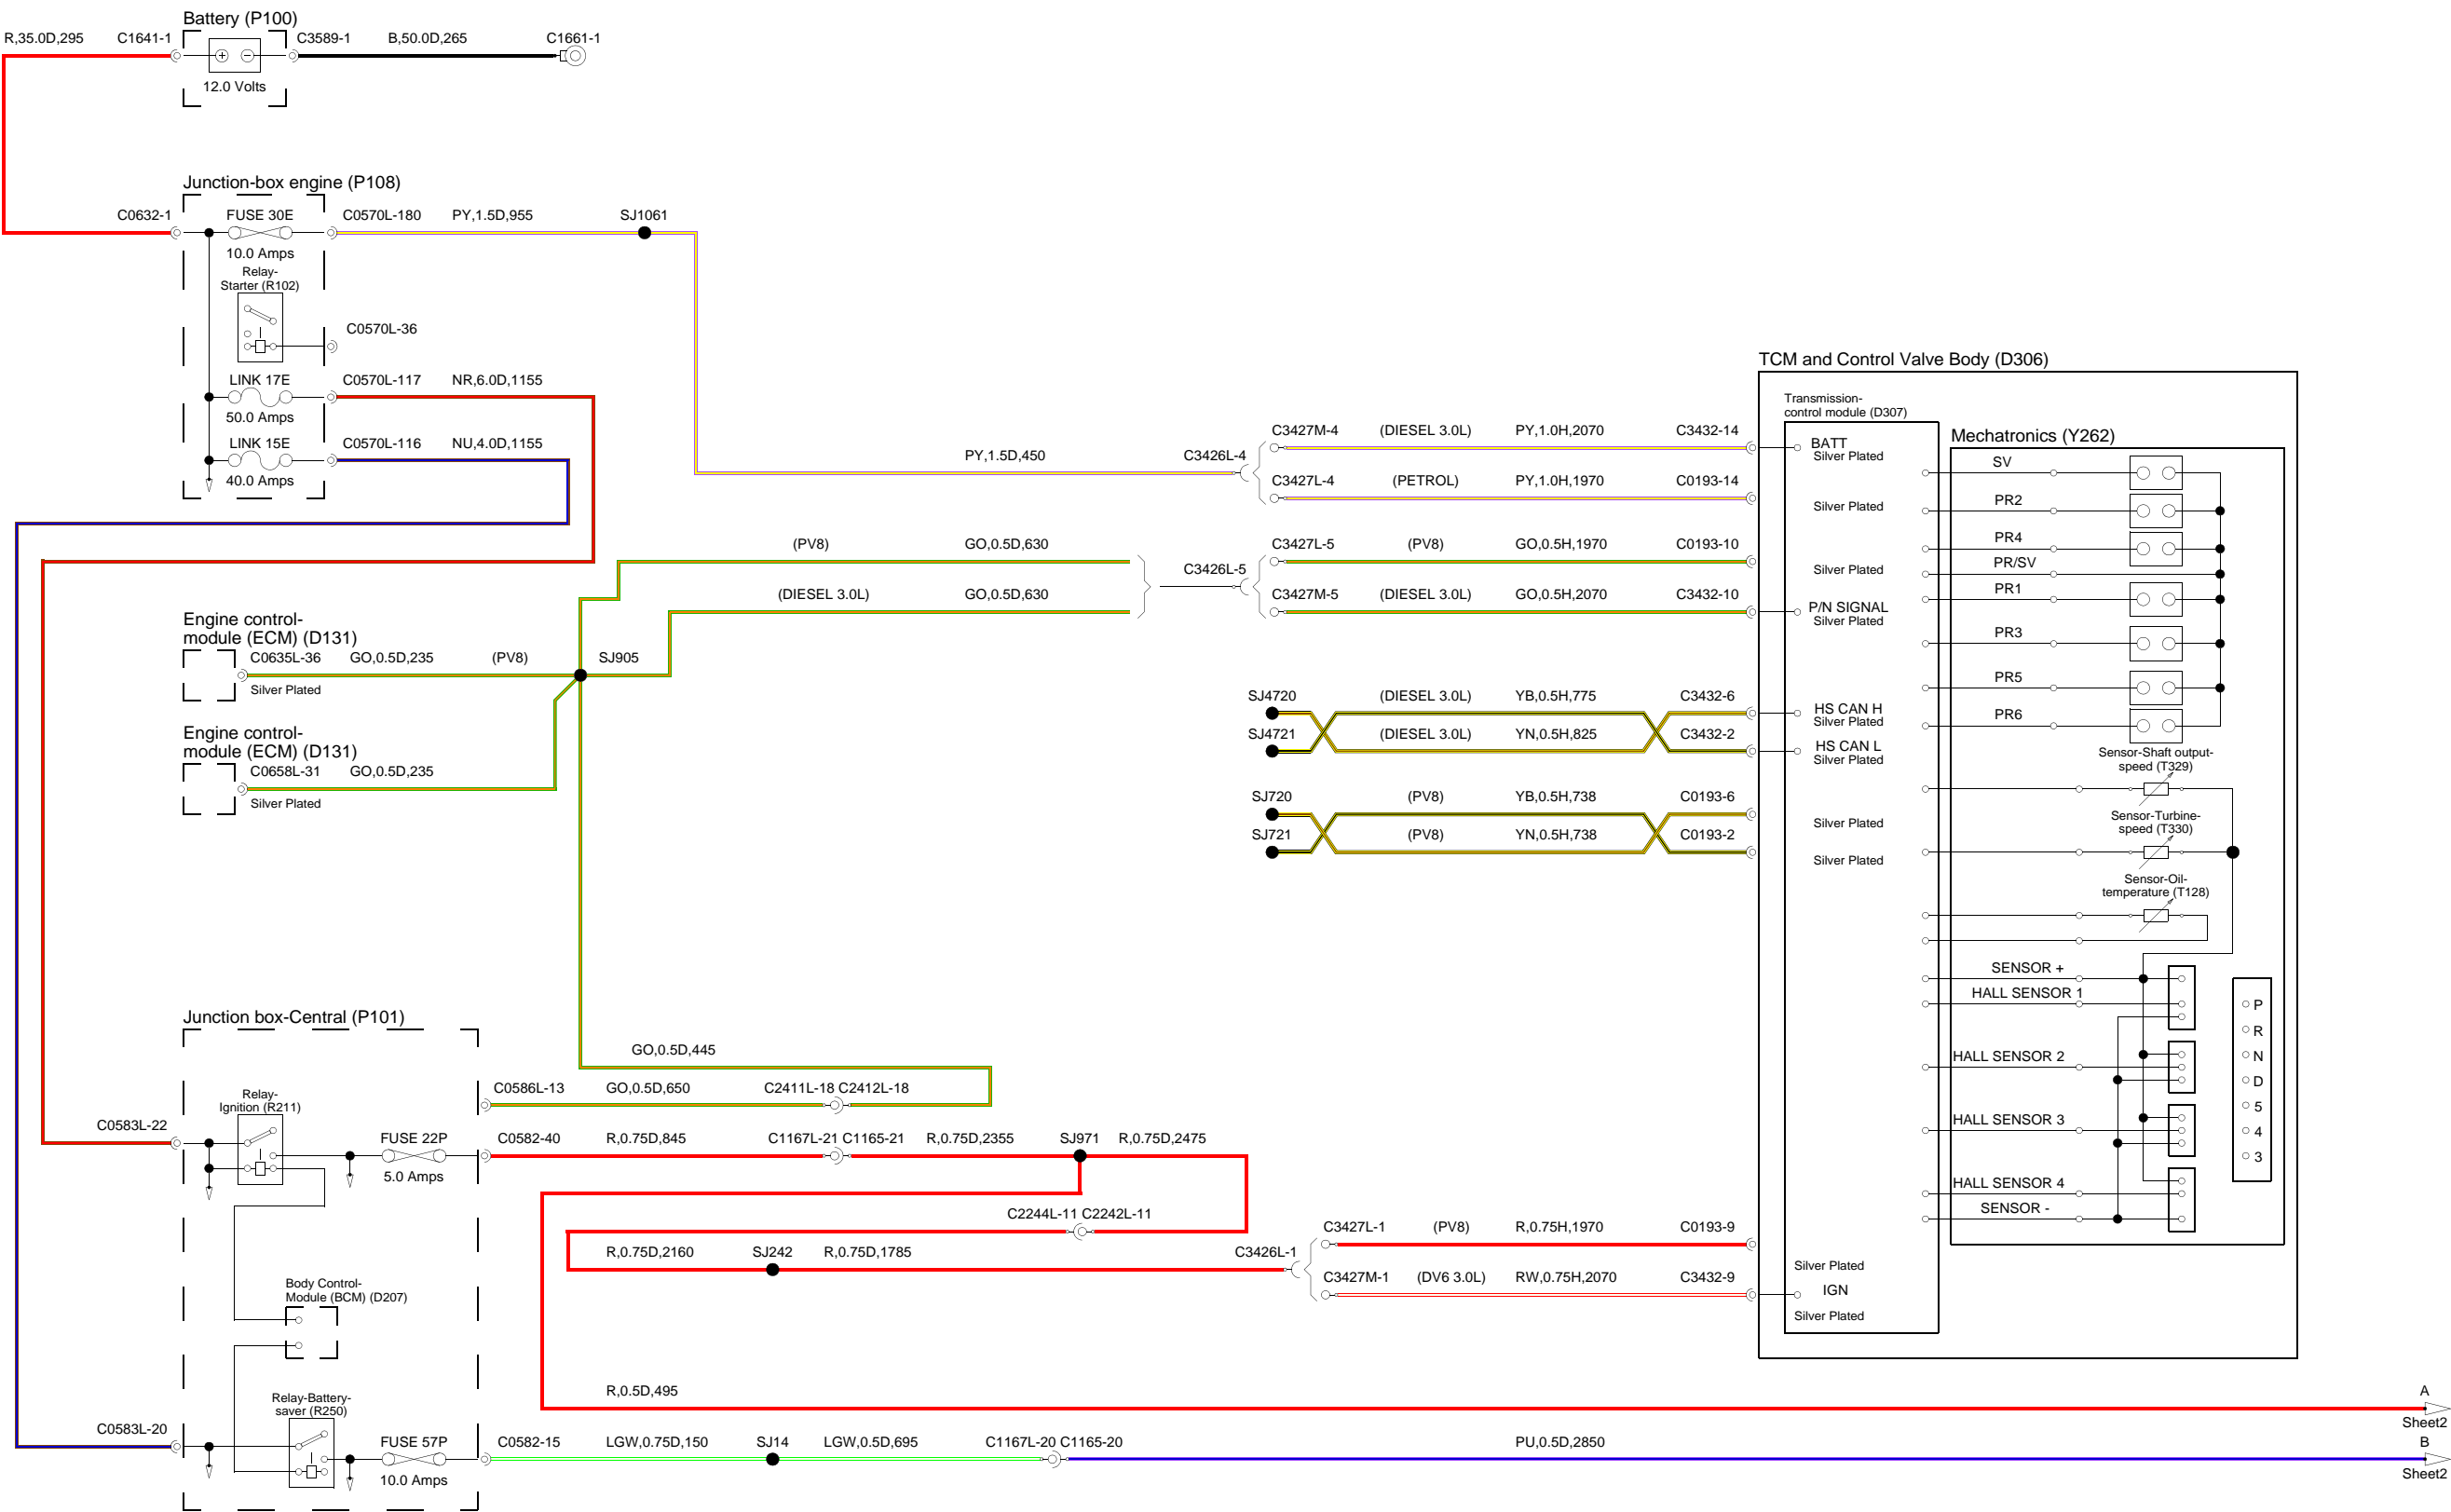 Battery (P100)
R,35.0D,295
C1641-1
C3589-1
B,50.0D,265
C1661-1
12.0 Volts
Junction-box engine (P108)
C0632-1
FUSE 30E
C0570L-180
PY,1.5D,955
SJ1061
10.0 Amps
Relay-
Starter (R102)
C0570L-36
LINK 17E
C0570L-117
NR,6.0D,1155
50.0 Amps
LINK 15E
C0570L-116
NU,4.0D,1155
40.0 Amps
TCM and Control Valve Body (D306)
Transmission-
control module (D307)
Mechatronics (Y262)
C3427M-4
(DIESEL 3.0L)
PY,1.0H,2070
C3432-14
BATT
Silver Plated
PY,1.5D,450
C3426L-4
SV
C3427L-4
(PETROL)
PY,1.0H,1970
C0193-14
Silver Plated
PR2
(PV8)
GO,0.5D,630
C3427L-5
(PV8)
GO,0.5H,1970
C0193-10
PR4
C3426L-5
Silver Plated
PR/SV
(DIESEL 3.0L)
GO,0.5D,630
C3427M-5
(DIESEL 3.0L)
GO,0.5H,2070
C3432-10
PR1
P/N SIGNAL
Silver Plated
Engine control-
module (ECM) (D131)
PR3
C0635L-36
GO,0.5D,235
(PV8)
SJ905
Silver Plated
PR5
SJ4720
(DIESEL 3.0L)
YB,0.5H,775
C3432-6
HS CAN H
Silver Plated
PR6
SJ4721
(DIESEL 3.0L)
YN,0.5H,825
C3432-2
HS CAN L
Silver Plated
Engine control-
module (ECM) (D131)
C0658L-31
GO,0.5D,235
Silver Plated
Sensor-Shaft output-
speed (T329)
SJ720
(PV8)
YB,0.5H,738
C0193-6
Silver Plated
Sensor-Turbine-
speed (T330)
SJ721
(PV8)
YN,0.5H,738
C0193-2
Silver Plated
Sensor-Oil-
temperature (T128)
SENSOR +
HALL SENSOR 1
HALL SENSOR 2
HALL SENSOR 3
HALL SENSOR 4
SENSOR -
P
R
N
D
5
4
3
Junction box-Central (P101)
GO,0.5D,445
C0586L-13
GO,0.5D,650
C2411L-18 C2412L-18
Relay-
Ignition (R211)
C0583L-22
FUSE 22P
C0582-40
R,0.75D,845
C1167L-21 C1165-21
R,0.75D,2355
SJ971
R,0.75D,2475
5.0 Amps
C2244L-11 C2242L-11
C3427L-1
(PV8)
R,0.75H,1970
C0193-9
R,0.75D,2160
SJ242
R,0.75D,1785
C3426L-1
Silver Plated
C3427M-1
(DV6 3.0L)
RW,0.75H,2070
C3432-9
IGN
Silver Plated
Body Control-
Module (BCM) (D207)
R,0.5D,495
A
Sheet2
Relay-Battery-
saver (R250)
C0583L-20
FUSE 57P
C0582-15
LGW,0.75D,150
SJ14
LGW,0.5D,695
C1167L-20 C1165-20
PU,0.5D,2850
B
Sheet2
10.0 Amps